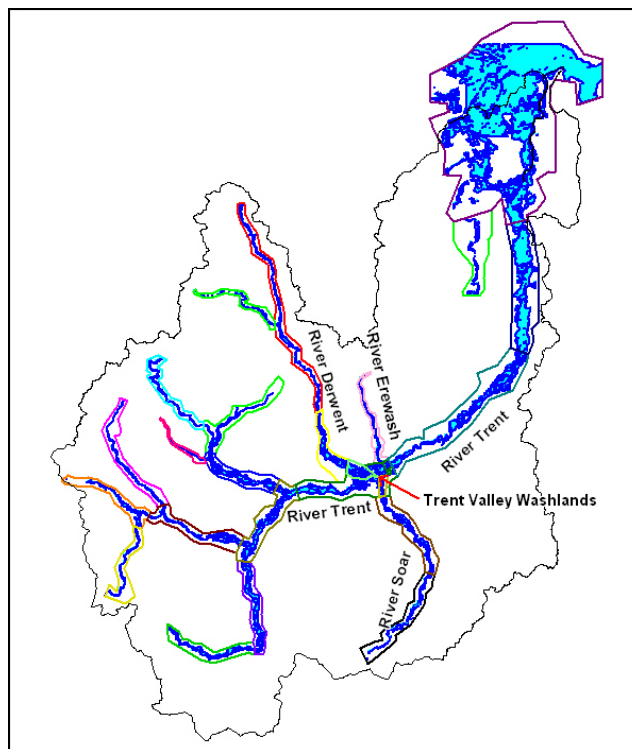 River Derwent
River Erewash
River Trent
Trent Valley Washlands
River Trent
River Soar